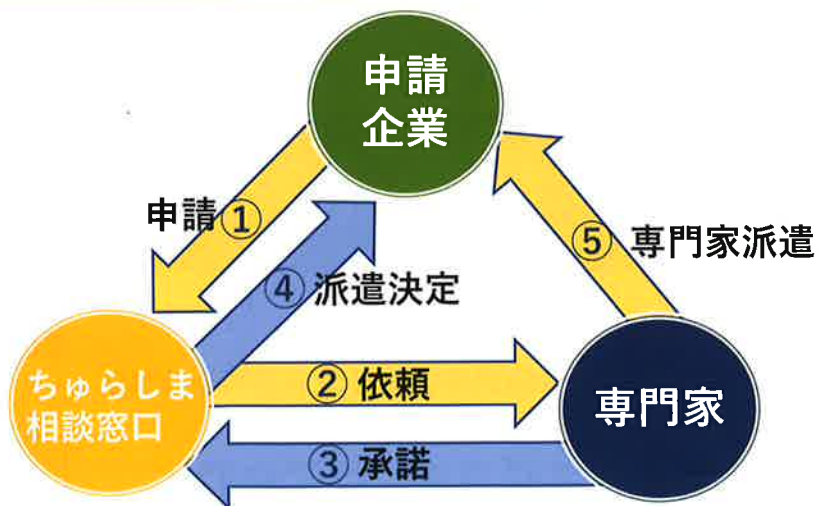 申請
企業
申請①
④ 派遣決定
⑤ 専門家派遣
ちゅらしま
相談窓口
② 依頼
専門家
③ 承諾